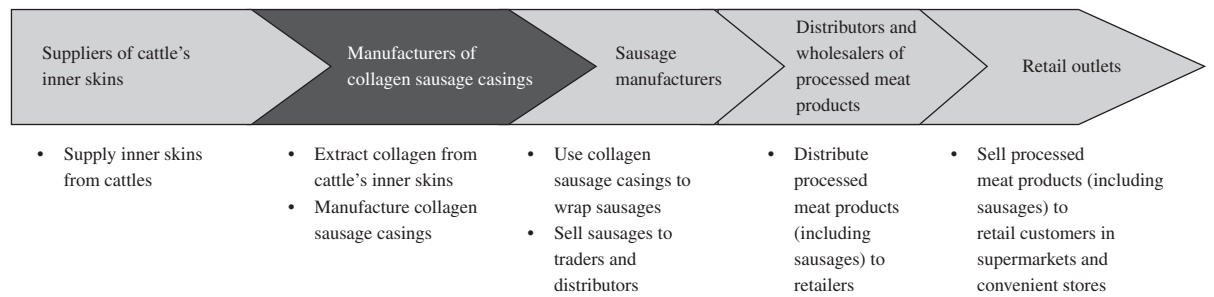 Suppliers of cattle's
inner skins
Manufacturers of
collagen sausage casings
Sausage
manufacturers
Distributors and
wholesalers of
processed meat
products
Retail outlets
• Supply inner skins
from cattles
• Extract collagen from
cattle's inner skins
• Manufacture collagen
sausage casings
• Use collagen
sausage casings to
wrap sausages
• Sell sausages to
traders and
distributors
• Distribute
processed
meat products
(including
sausages) to
retailers
• Sell processed
meat products (including
sausages) to
retail customers in
supermarkets and
convenient stores